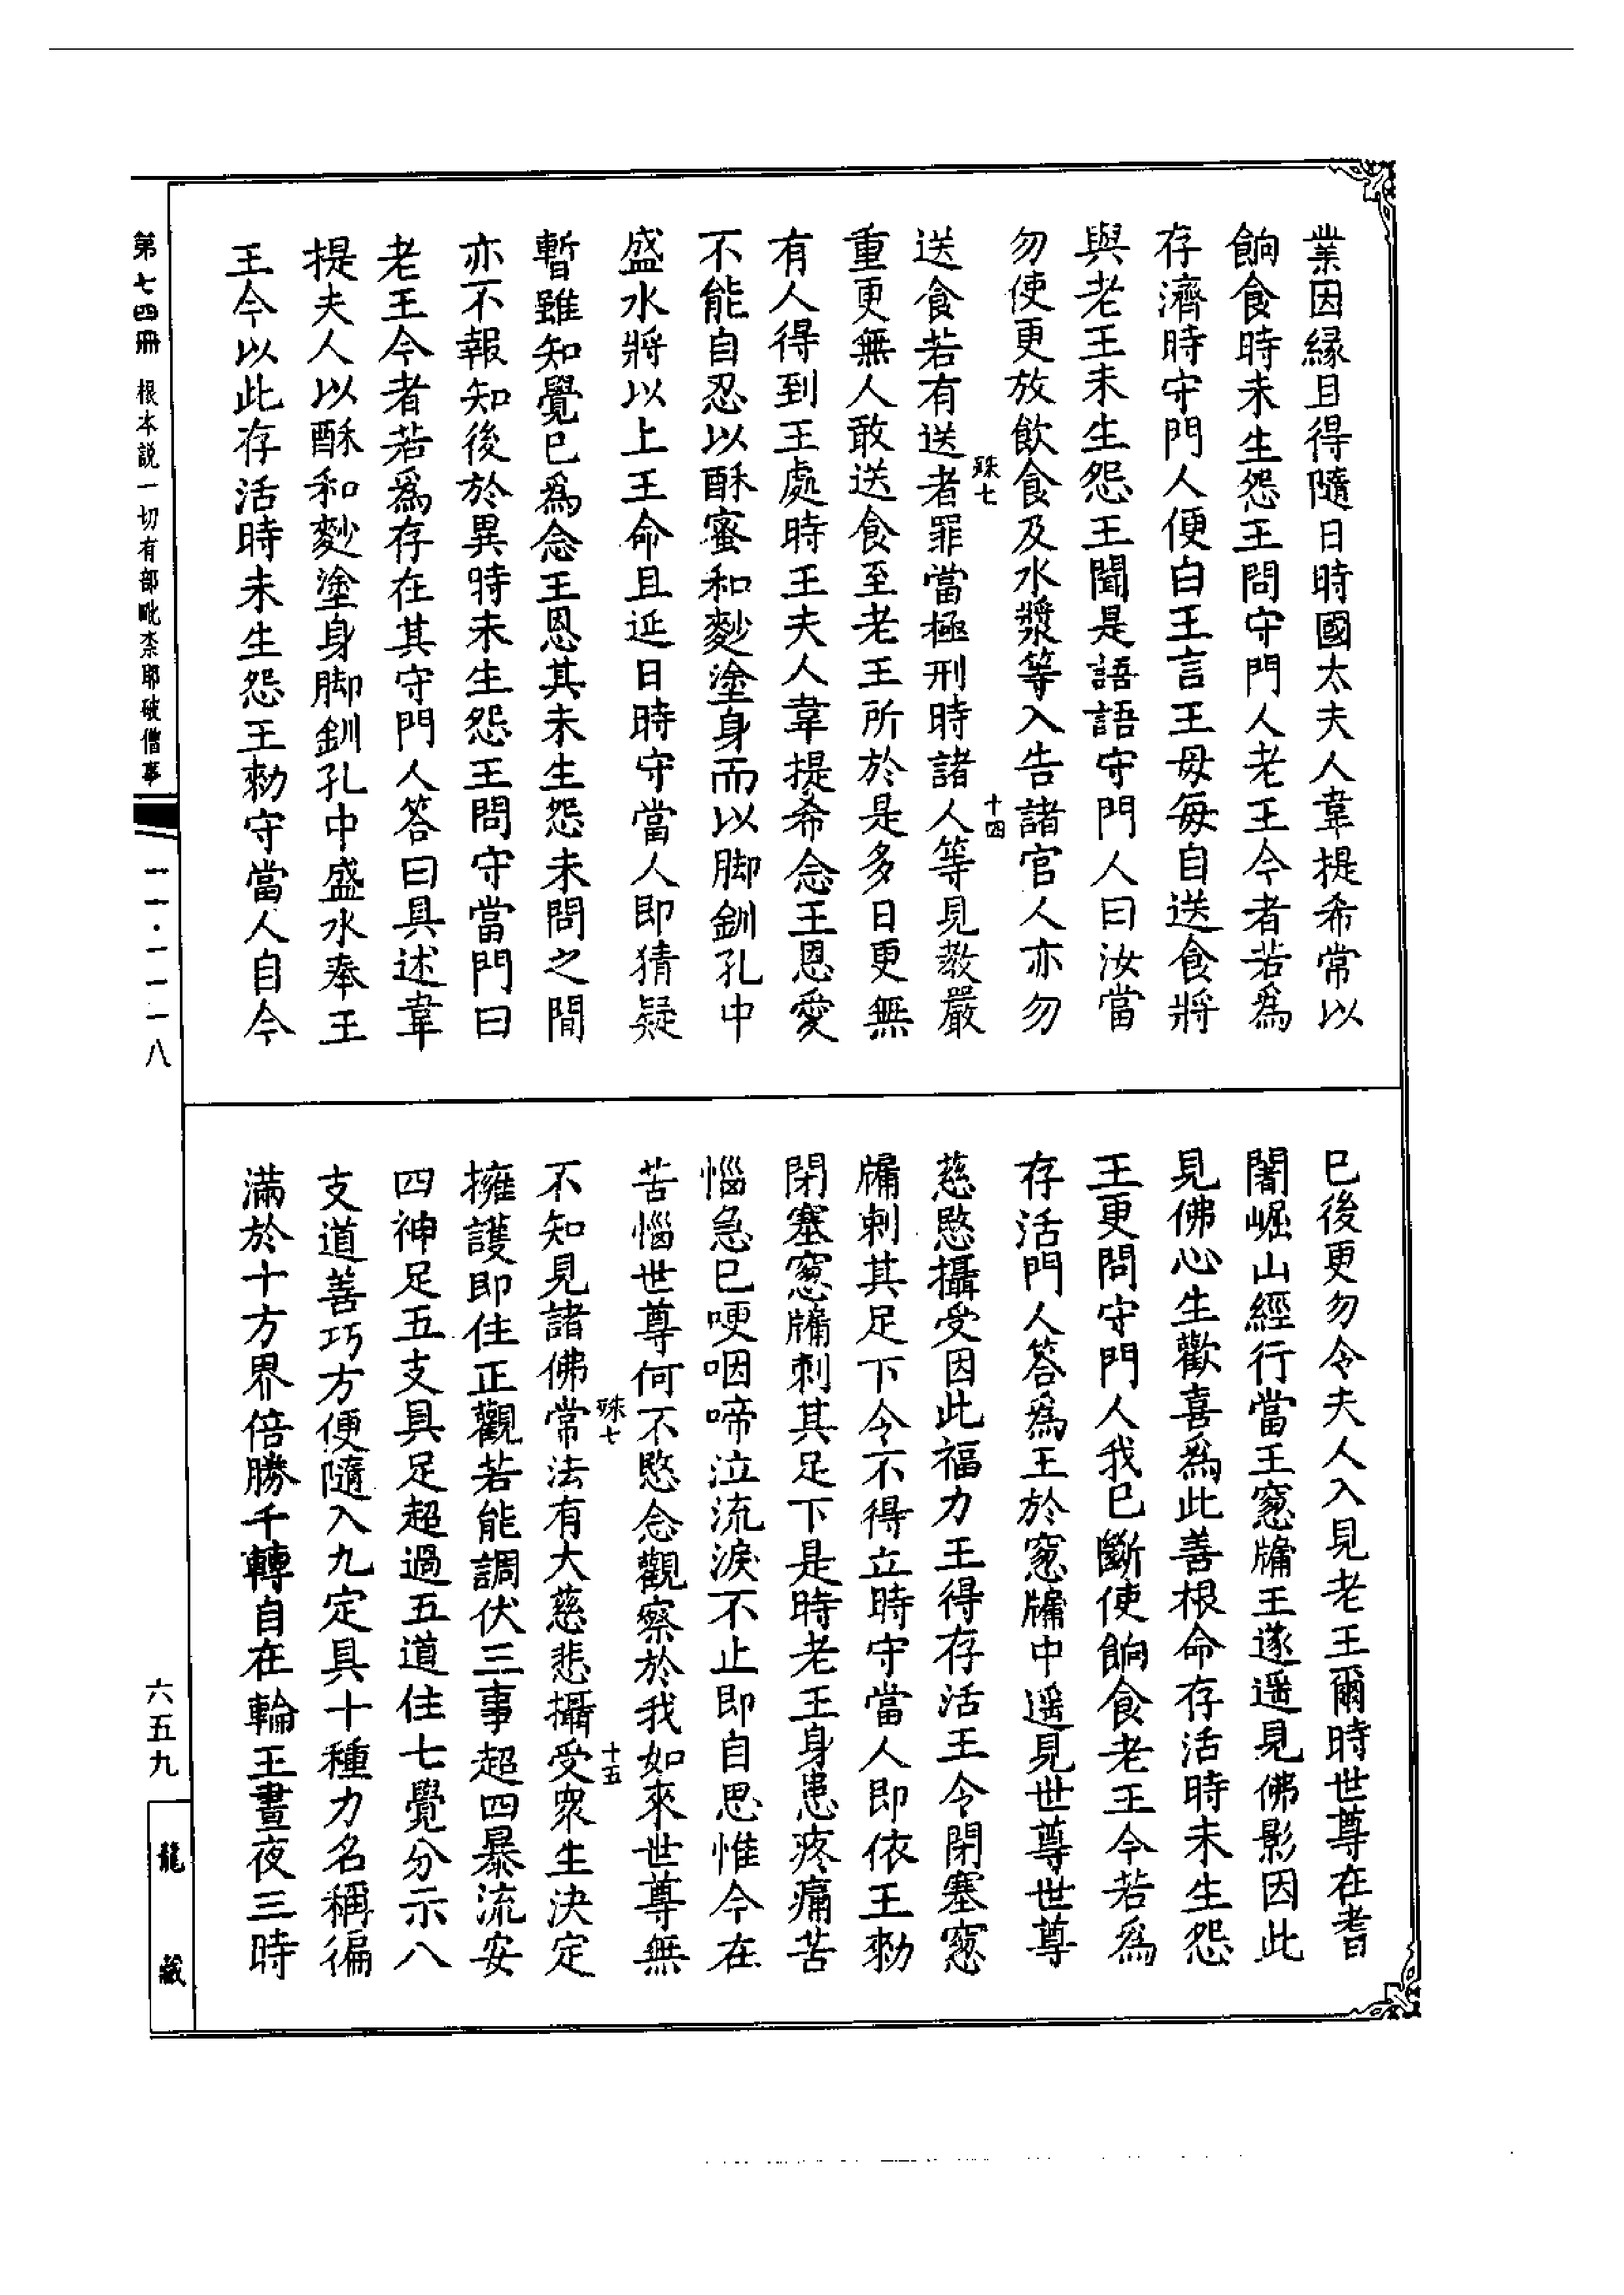 業因緣且得隨日時國太夫人韋提希常以
餉食時未生怨王問守門人老王今者若爲
存濟時守門人便白王言王母每自送食將
與老王未生怨王聞是語語守門人曰汝當
勿使更放飲食及水漿等入告諸官人亦勿
殊七
十四
送食若有送者罪當極刑時諸人等見教嚴
重更無人敢送食至老王所於是多日更無
有人得到王處時王夫人韋提希念王恩愛
不能自忍以酥蜜和麨塗身而以脚釧孔中
盛水將以上王命且延日時守當人即猜疑
暫雖知覺已爲念王恩其未生怨未問之間
亦不報知後於異時未生怨王問守當門曰
老王今者若爲存在其守門人答曰具述韋
提夫人以酥和麨塗身脚釧孔中盛水奉王
王今以此存活時未生怨王勑守當人自今
已後更勿令夫人入見老王爾時世尊在耆
闍崛山經行當王窻牖王遂遥見佛影因此
見佛心生歡喜爲此善根命存活時未生怨
王更問守門人我已斷使餉食老王今若爲
存活門人答爲王於窻牖中遥見世尊世尊
慈愍攝受因此福力王得存活王令閉塞窻
牖刺其足下令不得立時守當人即依王勑
閉塞窻牖刺其足下是時老王身患疼痛苦
惱急已哽咽啼泣流淚不止即自思惟今在
苦惱世尊何不愍念觀察於我如來世尊無
殊七
十五
不知見諸佛常法有大慈悲攝受衆生決定
擁護即住正觀若能調伏三事超四暴流安
四神足五支具足超過五道住七覺分示八
支道善巧方便隨入九定具十種力名稱徧
滿於十方界倍勝千轉自在輪王晝夜三時
第七四冊 根本説一切有部毗柰耶破僧事
一一·一一一八
六五九
龍藏